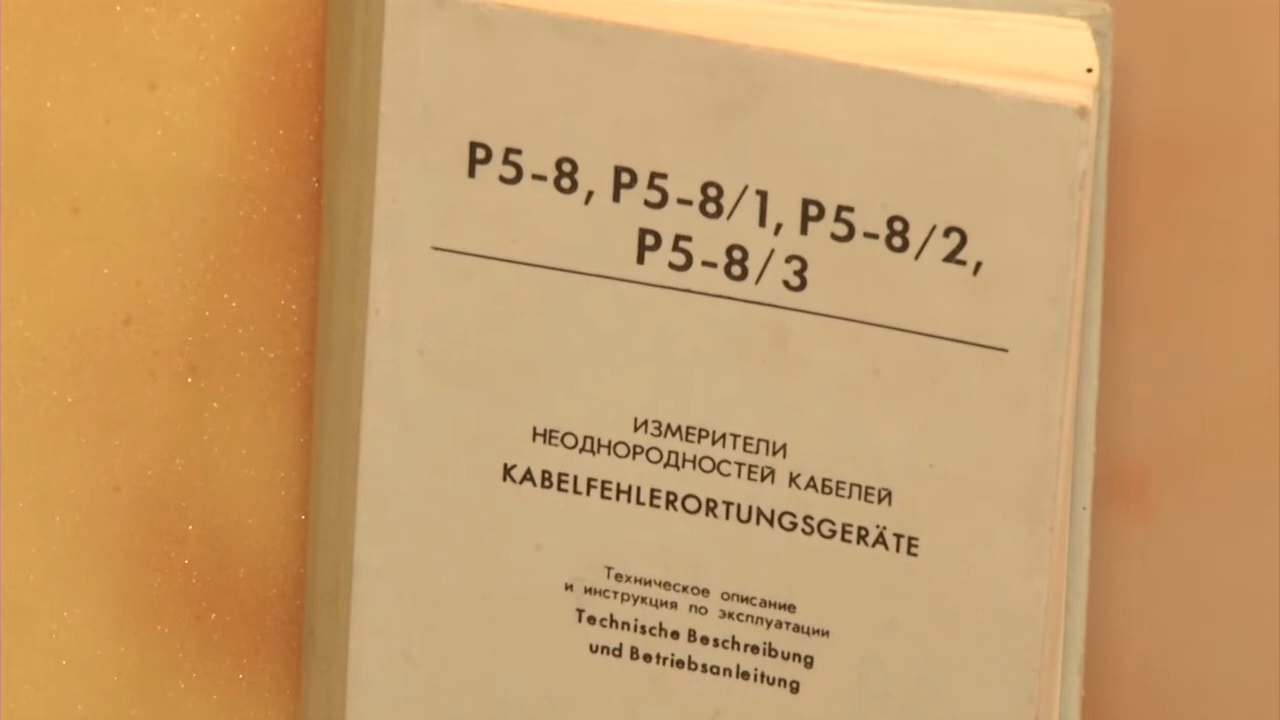 Р5-8, Р5-8/1, Р5-8/2,
Р5-8/3
ИЗМЕРИТЕЛИ
НЕОДНОРОДНОСТЕЙ КАБЕЛЕЙ
KABELFEHLERORTUNGSGERÄTE
Техническое описание
и инструкция по эксплуатации
Technische Beschreibung
und Betriebsanleitung